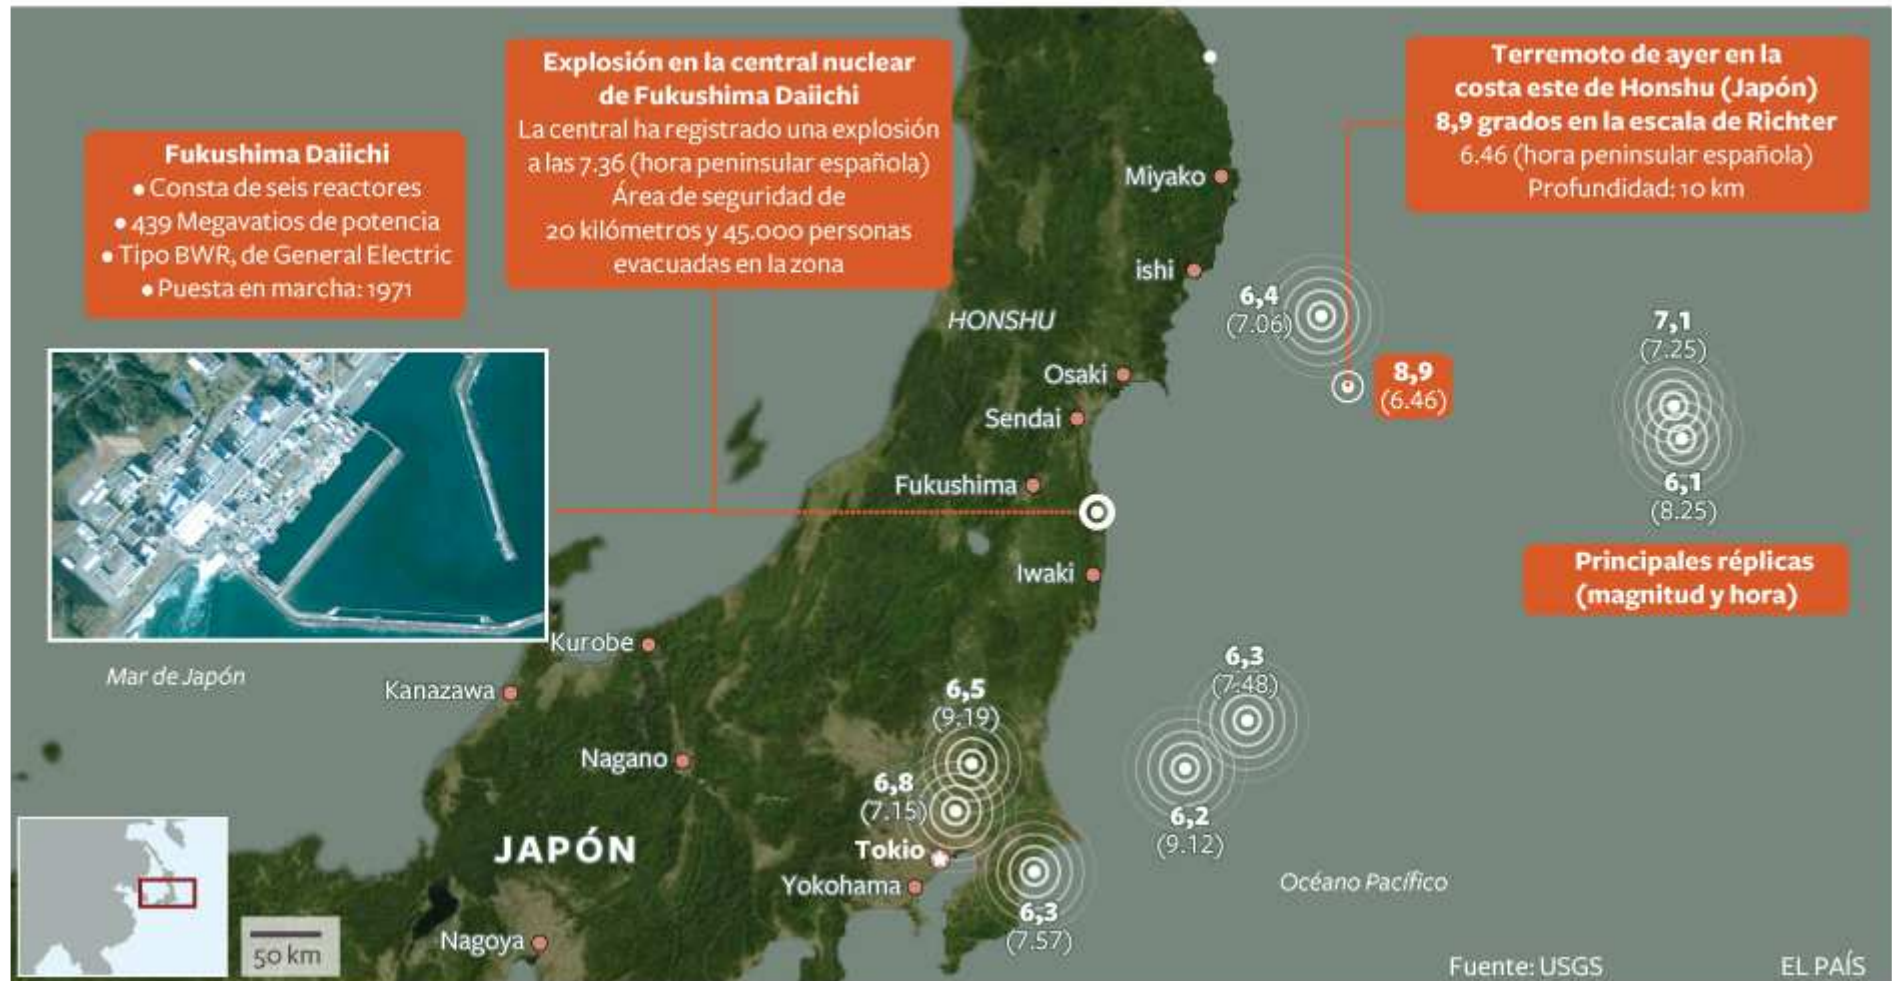 Fukushima Daiichi
• Consta de seis reactores
• 439 Megavatios de potencia
• Tipo BWR, de General Electric
• Puesta en marcha: 1971
Explosión en la central nuclear
de Fukushima Daiichi
La central ha registrado una explosión
a las 7.36 (hora peninsular española)
Área de seguridad de
20 kilómetros y 45.000 personas
evacuadas en la zona
Terremoto de ayer en la
costa este de Honshu (Japón)
8,9 grados en la escala de Richter
6.46 (hora peninsular española)
Profundidad: 10 km
Miyako
ishi
HONSHU
6,4
(7.06)
7,1
(7.25)
Osaki
8,9
(6.46)
Sendai
Fukushima
6,1
(8.25)
Iwaki
Principales réplicas
(magnitud y hora)
Kurobe
Mar de Japón
Kanazawa
6,5
(9.19)
6,3
(7.48)
Nagano
6,8
(7.15)
6,2
(9.12)
JAPÓN
Tokio
Yokohama
Océano Pacífico
6,3
(7.57)
Nagoya
50 km
Fuente: USGS
EL PAÍS